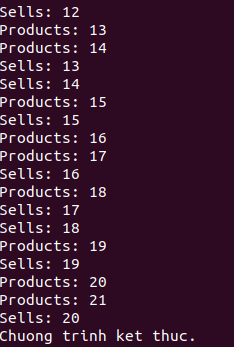 Sells: 12
Products: 13
Products: 14
Sells: 13
Sells: 14
Products: 15
Sells: 15
Products: 16
Products: 17
Sells: 16
Products: 18
Sells: 17
Sells: 18
Products: 19
Sells: 19
Products: 20
Products: 21
Sells: 20
Chuong trinh ket thuc.